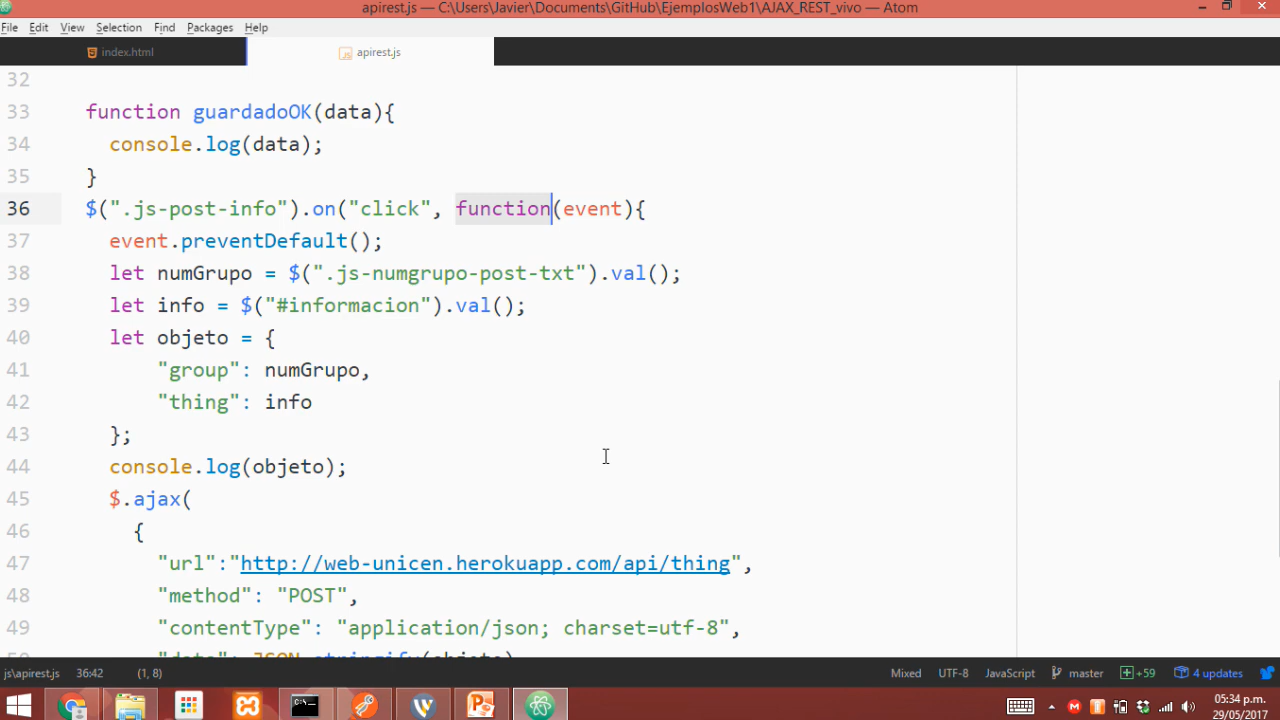 apirest.js — C:\Users\Javier\Documents\GitHub\EjemplosWeb1\AJAX_REST_vivo — Atom
File Edit View Selection Find Packages Help
index.html apirest.js
32
33 function guardadoOK(data){
34 console.log(data);
35 }
36 $(".js-post-info").on("click", function(event){
37 event.preventDefault();
38 let numGrupo = $(".js-numgrupo-post-txt").val();
39 let info = $("#informacion").val();
40 let objeto = {
41 "group": numGrupo,
42 "thing": info
43 };
44 console.log(objeto);
45 $.ajax(
46 {
47 "url":"http://web-unicen.herokuapp.com/api/thing",
48 "method": "POST",
49 "contentType": "application/json; charset=utf-8",
50 "data": JSON.stringify(objeto)
js\apirest.js 36:42 (1, 8) Mixed UTF-8 JavaScript master +59 4 updates
05:34 p.m.
29/05/2017